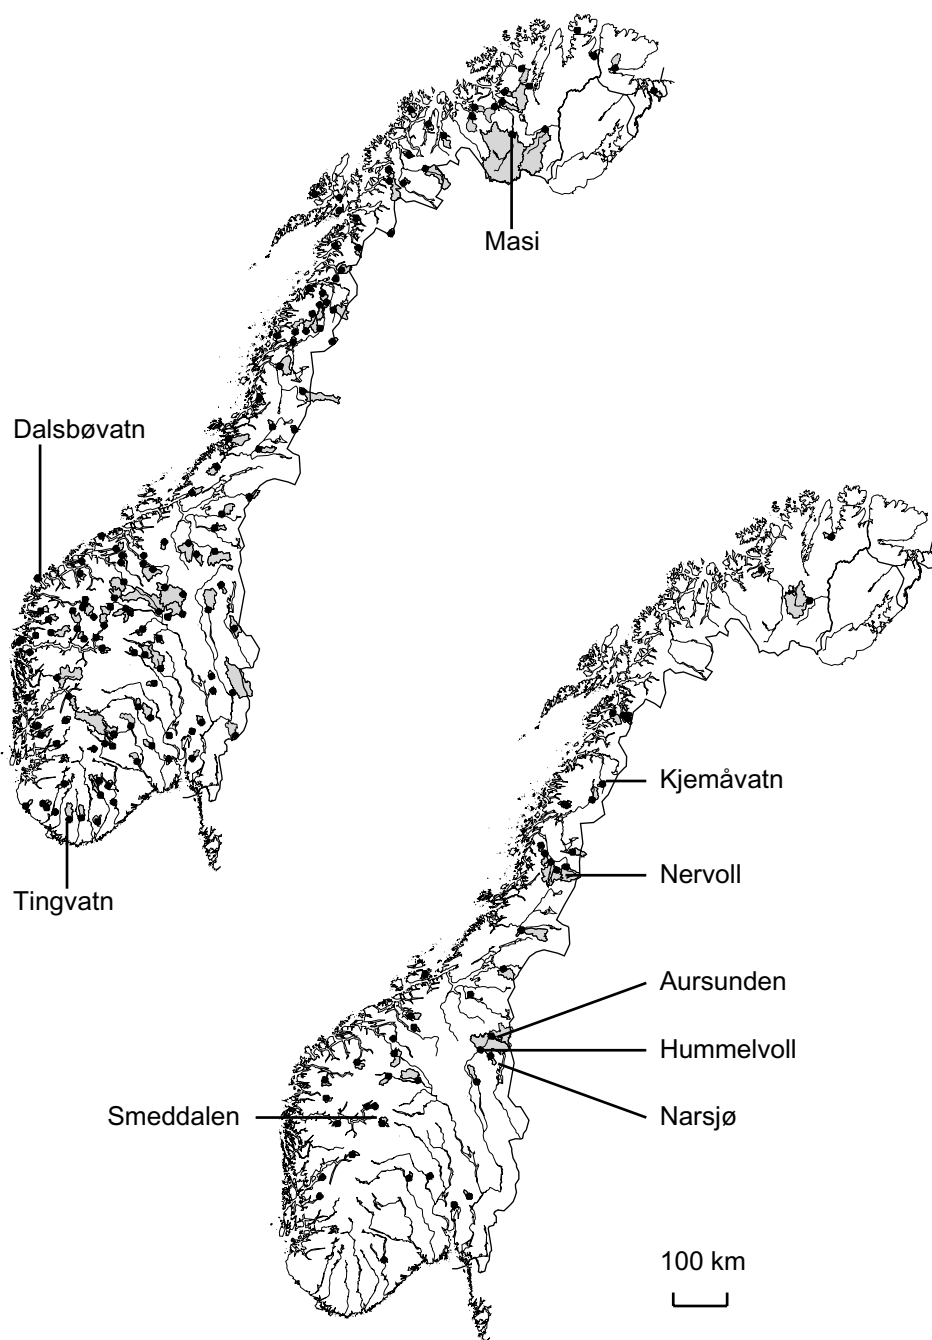 Masi
Dalsbøvatn
Tingvatn
Kjemåvatn
Nervoll
Aursunden
Hummelvoll
Narsjø
Smeddalen
100 km